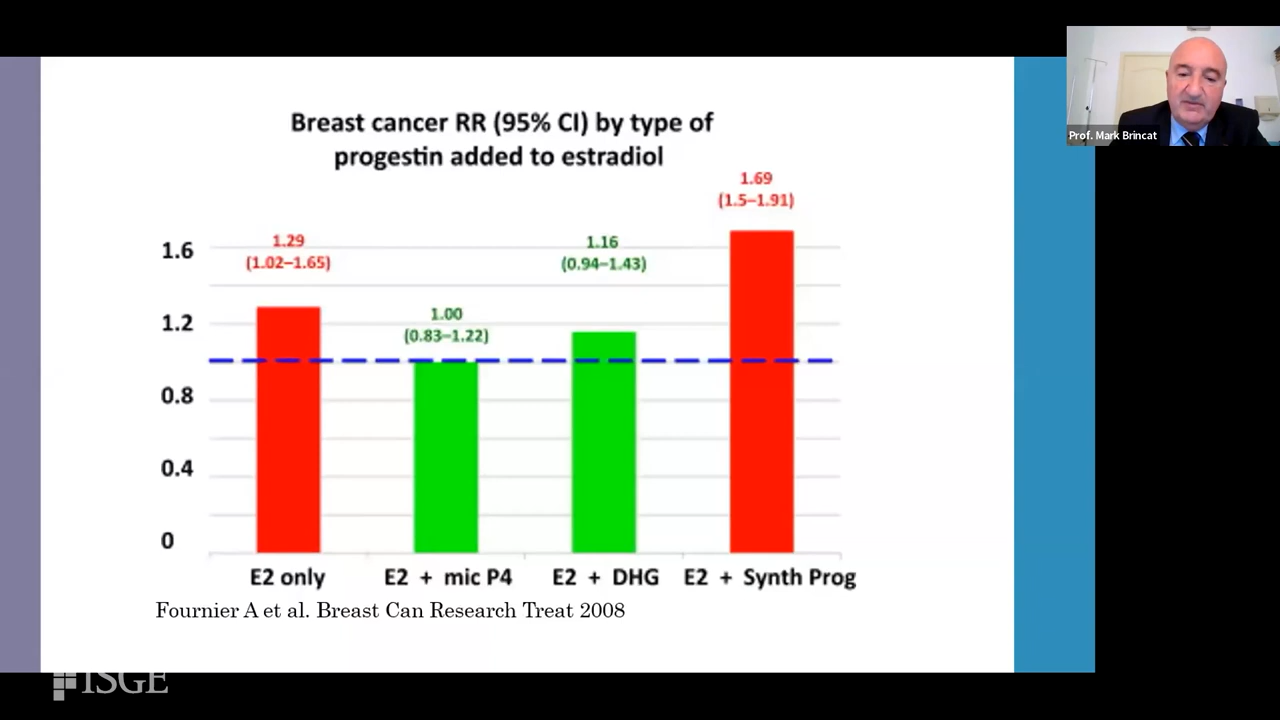 Prof. Mark Brincat
Breast cancer RR (95% CI) by type of
progestin added to estradiol
1.69
(1.5–1.91)
1.29
(1.02–1.65)
1.16
(0.94–1.43)
1.00
(0.83–1.22)
1.6
1.2
0.8
0.4
0
E2 only E2 + mic P4 E2 + DHG E2 + Synth Prog
Fournier A et al. Breast Can Research Treat 2008
ISGE